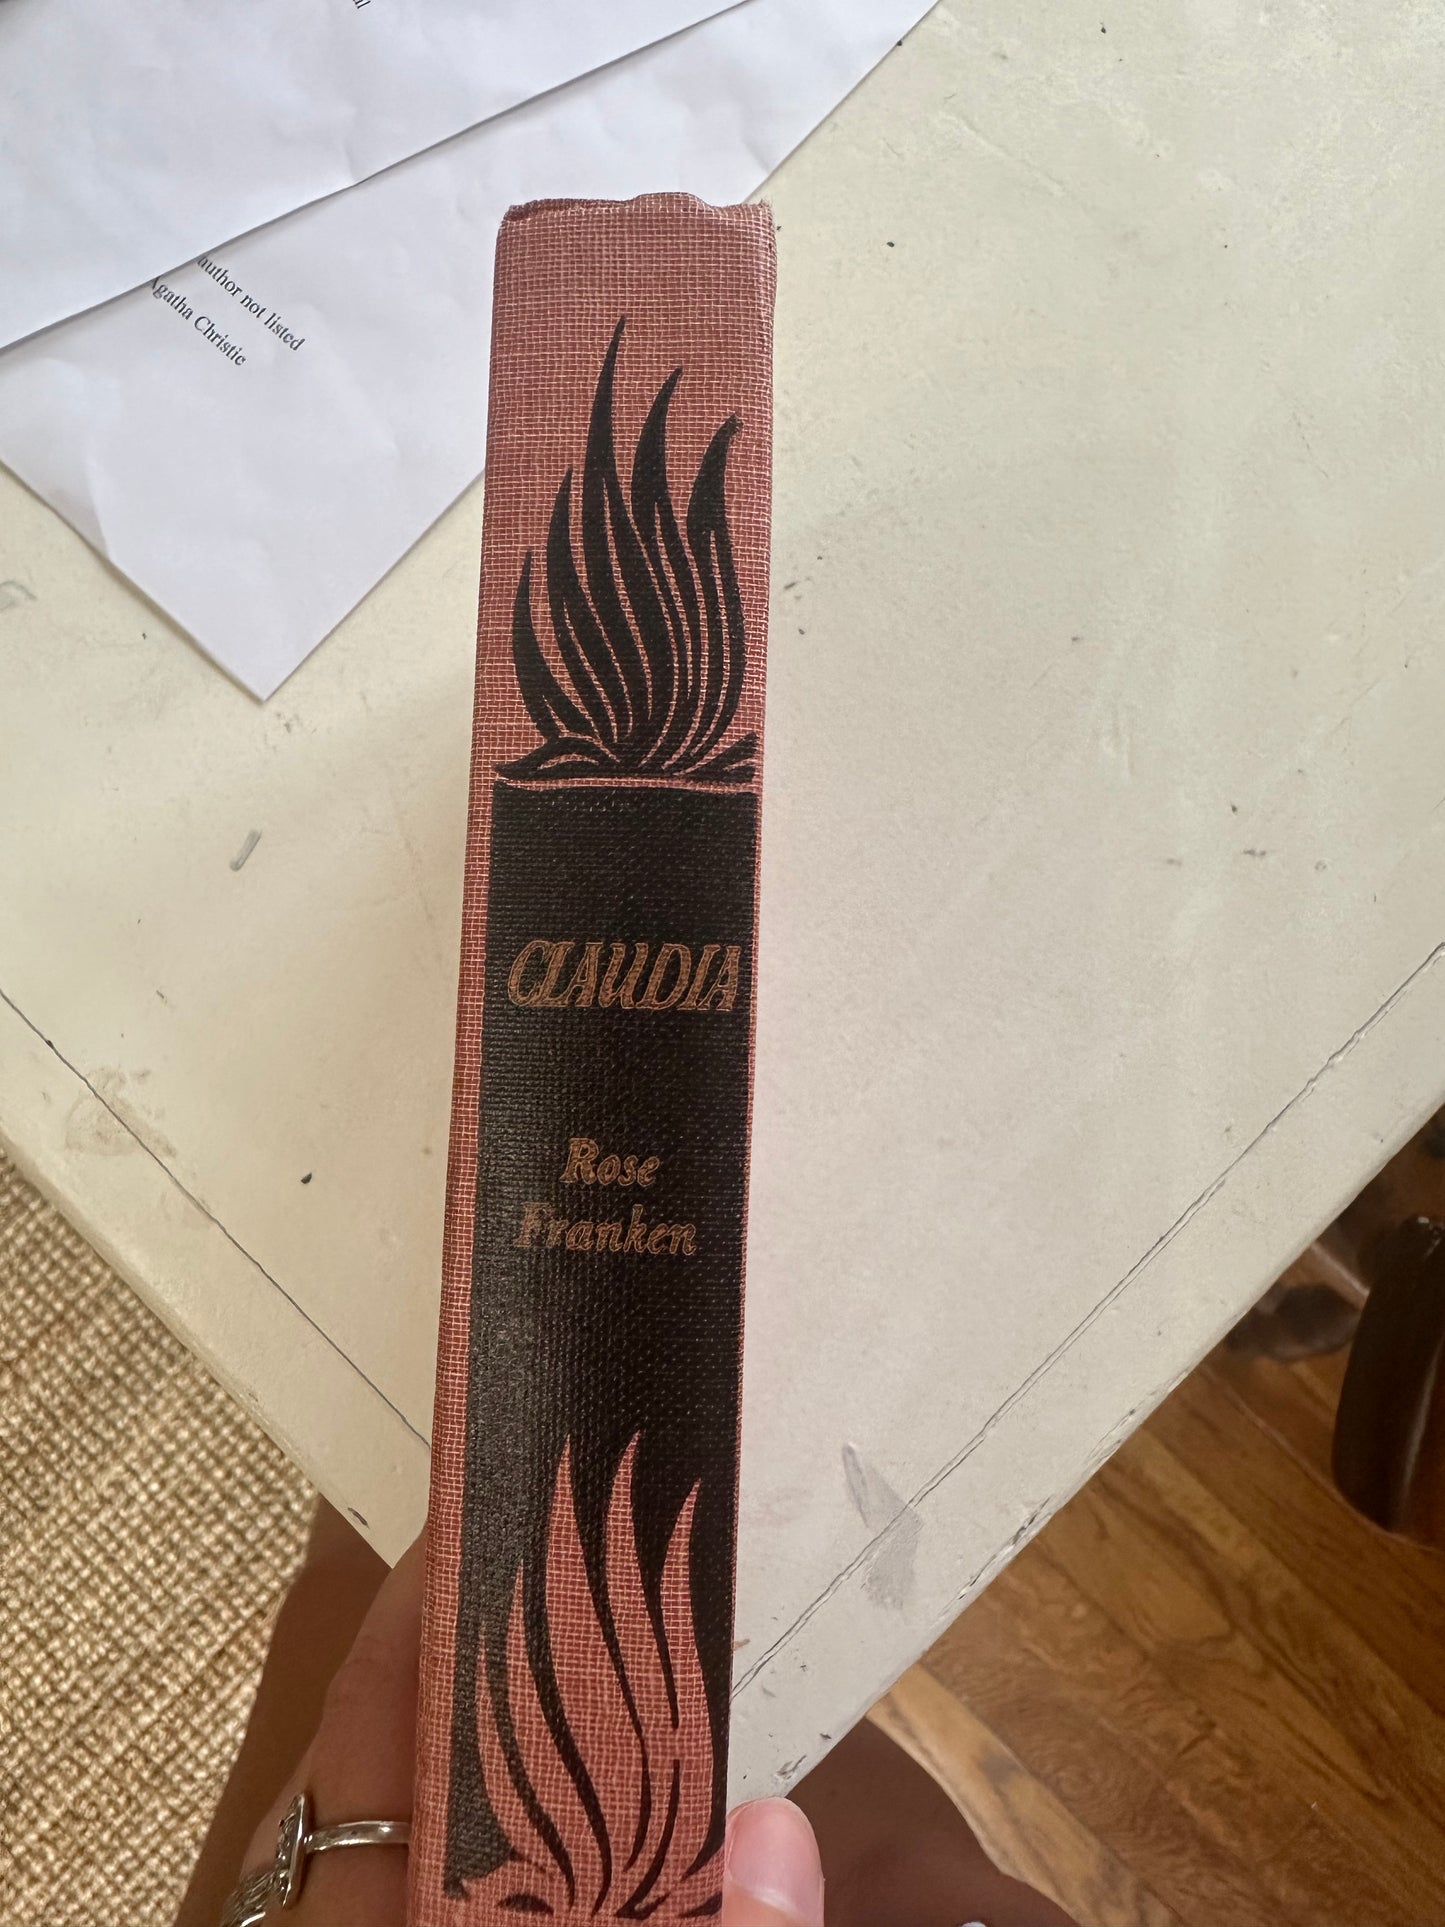 author not listed
Agatha Christie
CLAUDIA
Rose
Franken